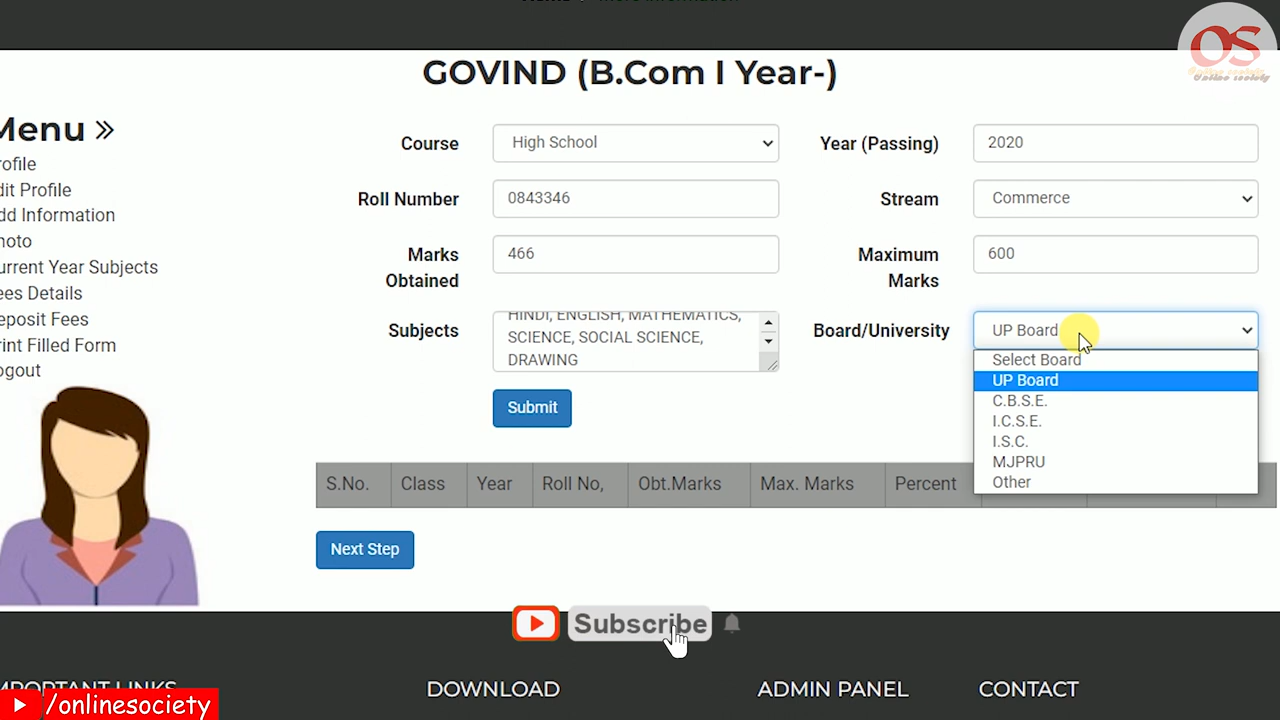 OS
Online society
GOVIND (B.Com I Year-)
Menu »
Course
High School
Year (Passing)
2020
Roll Number
0843346
Stream
Commerce
Marks
Obtained
466
Maximum
Marks
600
Subjects
HINDI, ENGLISH, MATHEMATICS,
SCIENCE, SOCIAL SCIENCE,
DRAWING
Board/University
UP Board
Select Board
UP Board
C.B.S.E.
I.C.S.E.
I.S.C.
MJPRU
Other
Submit
rofile
dit Profile
dd Information
hoto
urrent Year Subjects
ees Details
eposit Fees
rint Filled Form
ogout
S.No. Class Year Roll No, Obt.Marks Max. Marks Percent
Next Step
Subscribe
MPORTANT LINKS
DOWNLOAD
ADMIN PANEL
CONTACT
/onlinesociety